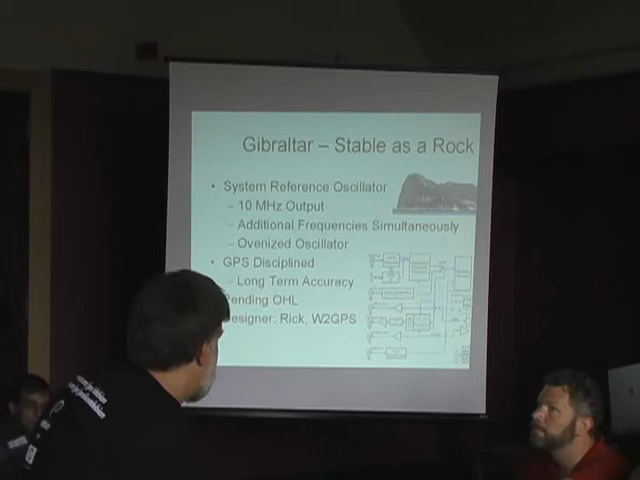 Gibraltar – Stable as a Rock
• System Reference Oscillator
– 10 MHz Output
– Additional Frequencies Simultaneously
– Ovenized Oscillator
• GPS Disciplined
– Long Term Accuracy
Pending OHL
Designer: Rick, W2GPS